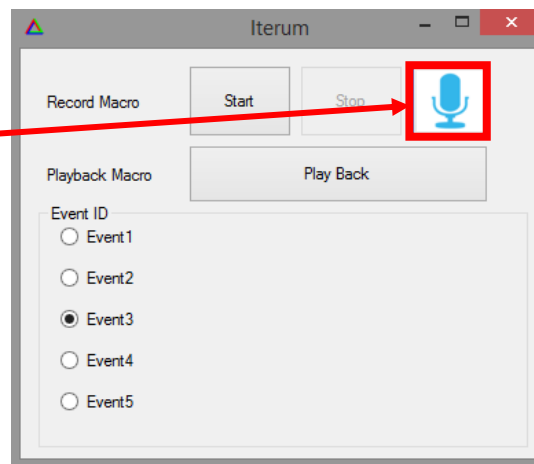 Iterum
Record Macro Start Stop
Playback Macro Play Back
Event ID
Event1
Event2
Event3
Event4
Event5